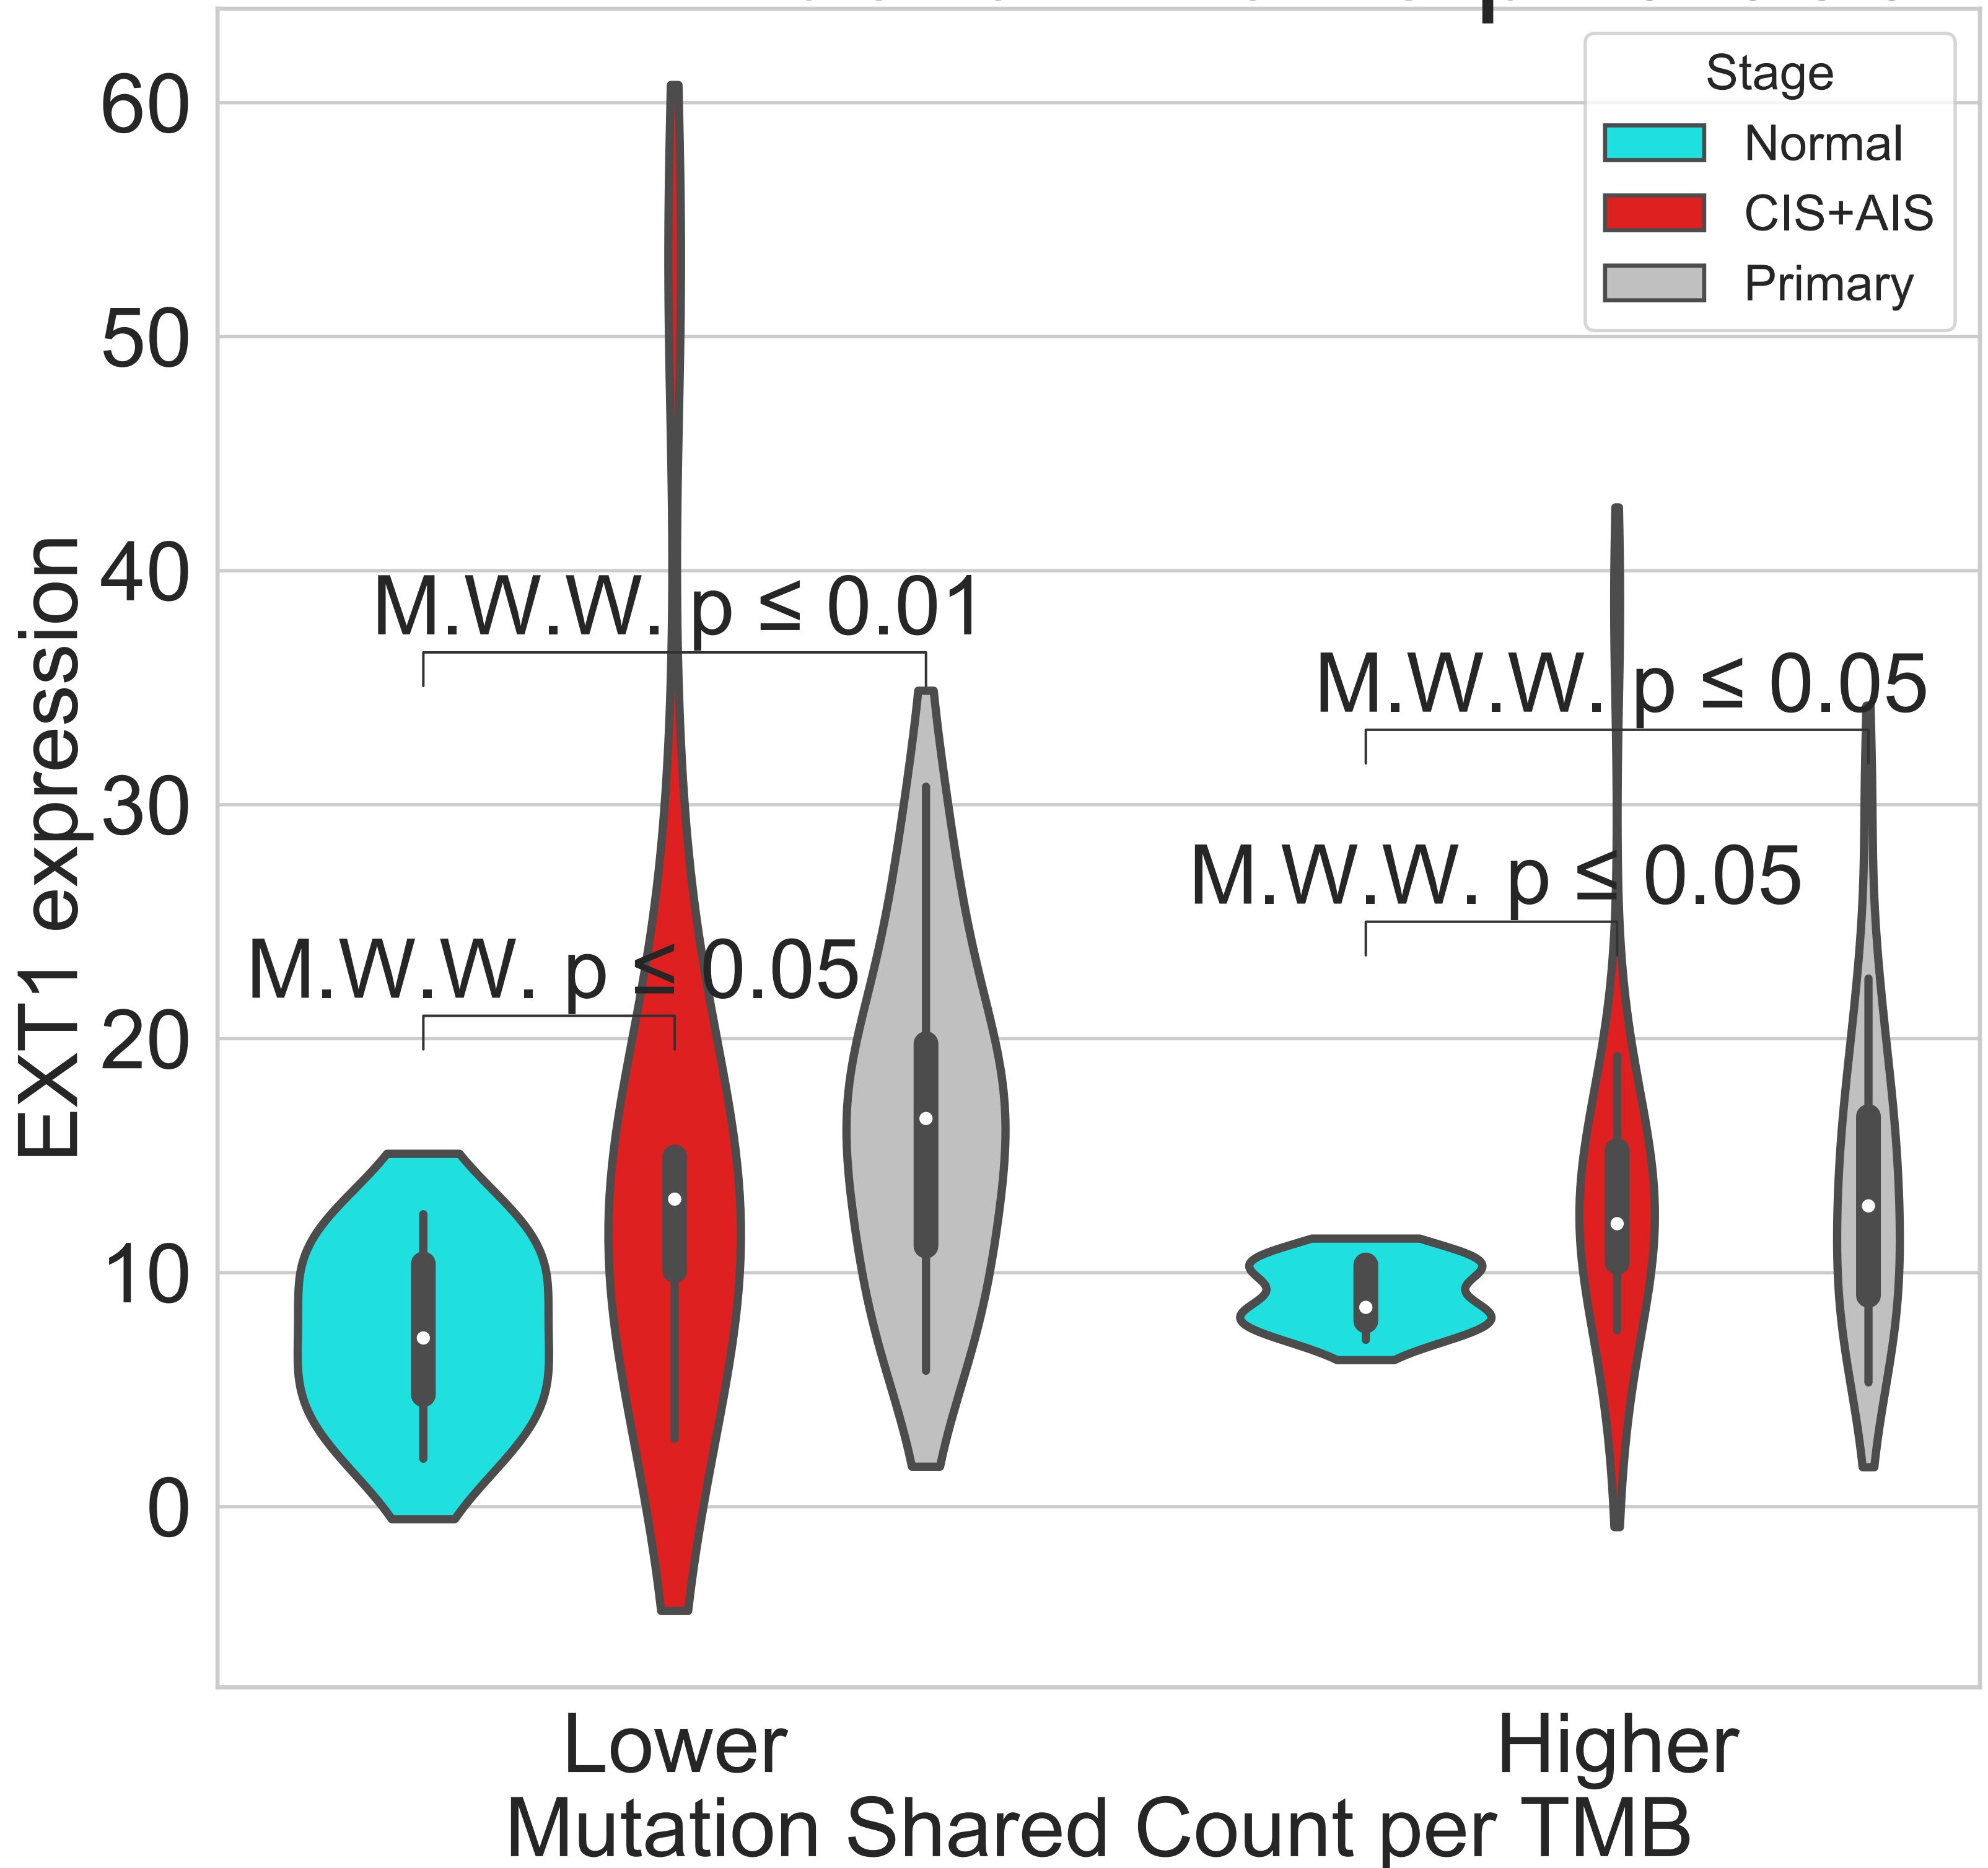 Stage
Normal
CIS+AIS
Primary
60
50
40
30
20
10
0
EXT1 expression
M.W.W. p ≤ 0.01
M.W.W. p ≤ 0.05
M.W.W. p ≤ 0.05
M.W.W. p ≤ 0.05
Lower
Higher
Mutation Shared Count per TMB